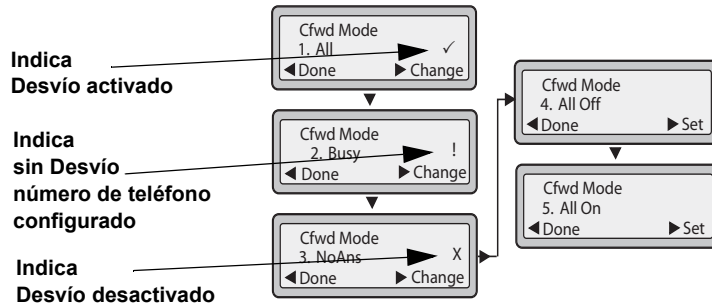 Indica
Desvío activado
Indica
sin Desvío
número de teléfono
configurado
Indica
Desvío desactivado
Cfwd Mode
1. All ✓
◀Done ▶Change
Cfwd Mode
2. Busy !
◀Done ▶Change
Cfwd Mode
3. NoAns X
◀Done ▶Change
Cfwd Mode
4. All Off
◀Done ▶Set
Cfwd Mode
5. All On
◀Done ▶Set